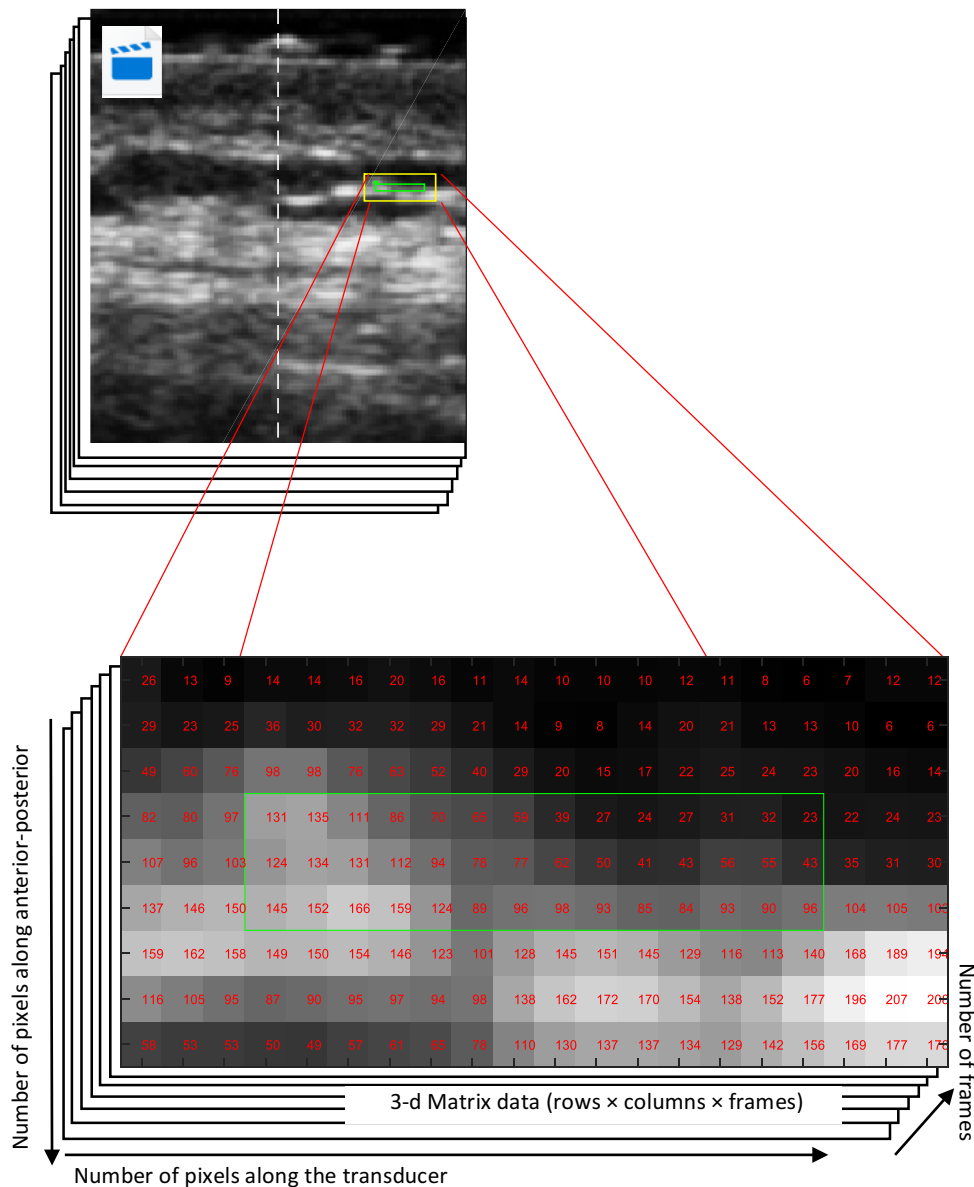 26 13 9 14 14 16 20 16 11 14 10 10 10 12 11 8 6 7 12 12
29 23 25 36 30 32 32 29 21 14 9 8 14 20 21 13 13 10 6 6
49 60 76 98 98 76 63 52 40 29 20 15 17 22 25 24 23 20 16 14
82 80 97 131 135 111 86 70 59 39 27 24 27 31 32 23 22 24 23
107 96 103 124 134 131 112 94 78 77 62 50 41 43 56 55 43 35 31 30
137 146 150 145 152 166 159 124 89 96 98 93 85 84 93 90 96 104 105 103
159 162 158 149 150 154 146 123 101 128 145 151 145 129 116 113 140 168 189 194
116 105 95 87 90 95 97 94 98 138 162 172 170 154 138 152 177 196 207
58 53 53 50 49 57 61 65 78 110 130 137 137 134 129 142 156 169 177
Number of pixels along anterior-posterior
Number of frames
3-d Matrix data (rows × columns × frames)
Number of pixels along the transducer